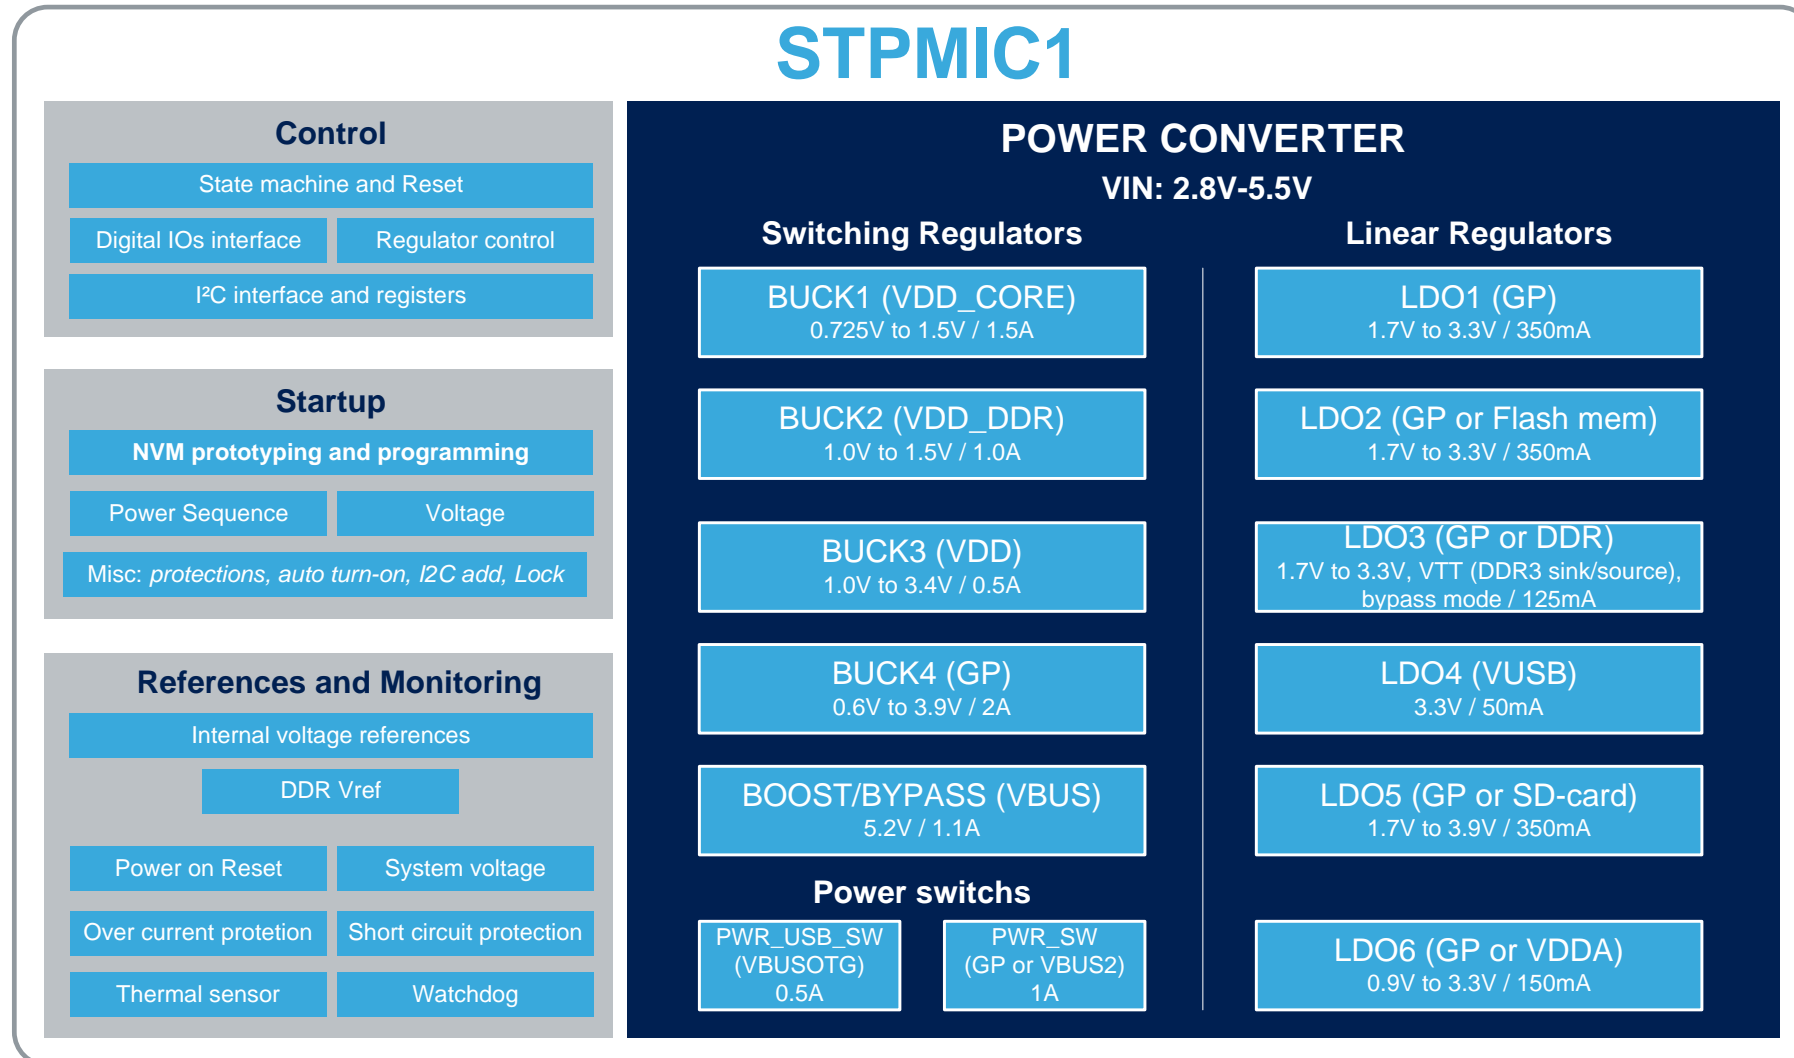 STPMIC1
Control
State machine and Reset
Digital IOs interface
Regulator control
I²C interface and registers
Startup
NVM prototyping and programming
Power Sequence
Voltage
Misc: protections, auto turn-on, I2C add, Lock
References and Monitoring
Internal voltage references
DDR Vref
Power on Reset
System voltage
Over current protetion
Short circuit protection
Thermal sensor
Watchdog
POWER CONVERTER
VIN: 2.8V-5.5V
Switching Regulators
BUCK1 (VDD_CORE)
0.725V to 1.5V / 1.5A
BUCK2 (VDD_DDR)
1.0V to 1.5V / 1.0A
BUCK3 (VDD)
1.0V to 3.4V / 0.5A
BUCK4 (GP)
0.6V to 3.9V / 2A
BOOST/BYPASS (VBUS)
5.2V / 1.1A
Power switchs
PWR_USB_SW
(VBUSOTG)
0.5A
PWR_SW
(GP or VBUS2)
1A
Linear Regulators
LDO1 (GP)
1.7V to 3.3V / 350mA
LDO2 (GP or Flash mem)
1.7V to 3.3V / 350mA
LDO3 (GP or DDR)
1.7V to 3.3V, VTT (DDR3 sink/source),
bypass mode / 125mA
LDO4 (VUSB)
3.3V / 50mA
LDO5 (GP or SD-card)
1.7V to 3.9V / 350mA
LDO6 (GP or VDDA)
0.9V to 3.3V / 150mA